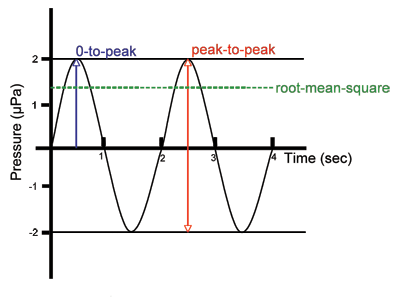 0-to-peak
peak-to-peak
root-mean-square
Pressure (µPa)
2
1
-1
-2
1
2
3
4
Time (sec)